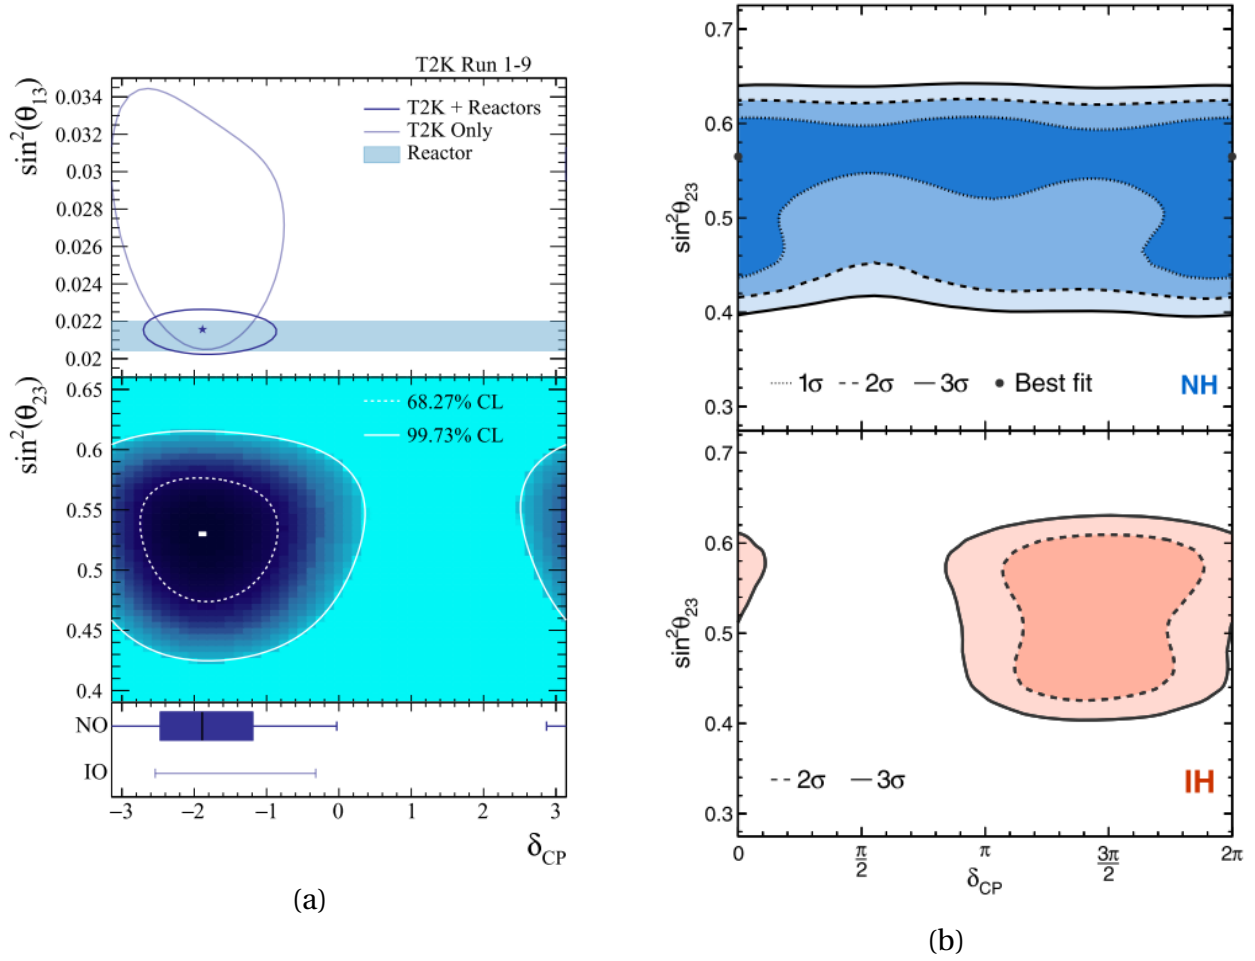 T2K Run 1-9
sin²(θ₁₃)
0.034
0.032
0.03
0.028
0.026
0.024
0.022
0.02
T2K + Reactors
T2K Only
Reactor
sin²(θ₂₃)
0.65
0.6
0.55
0.5
0.45
0.4
68.27% CL
99.73% CL
NO
IO
−3 −2 −1 0 1 2 3
δCP
(a)
0.7
0.6
0.5
0.4
0.3
sin²θ₂₃
1σ 2σ 3σ Best fit NH
0.7
0.6
0.5
0.4
0.3
sin²θ₂₃
2σ 3σ IH
0 π/2 π 3π/2 2π
δCP
(b)